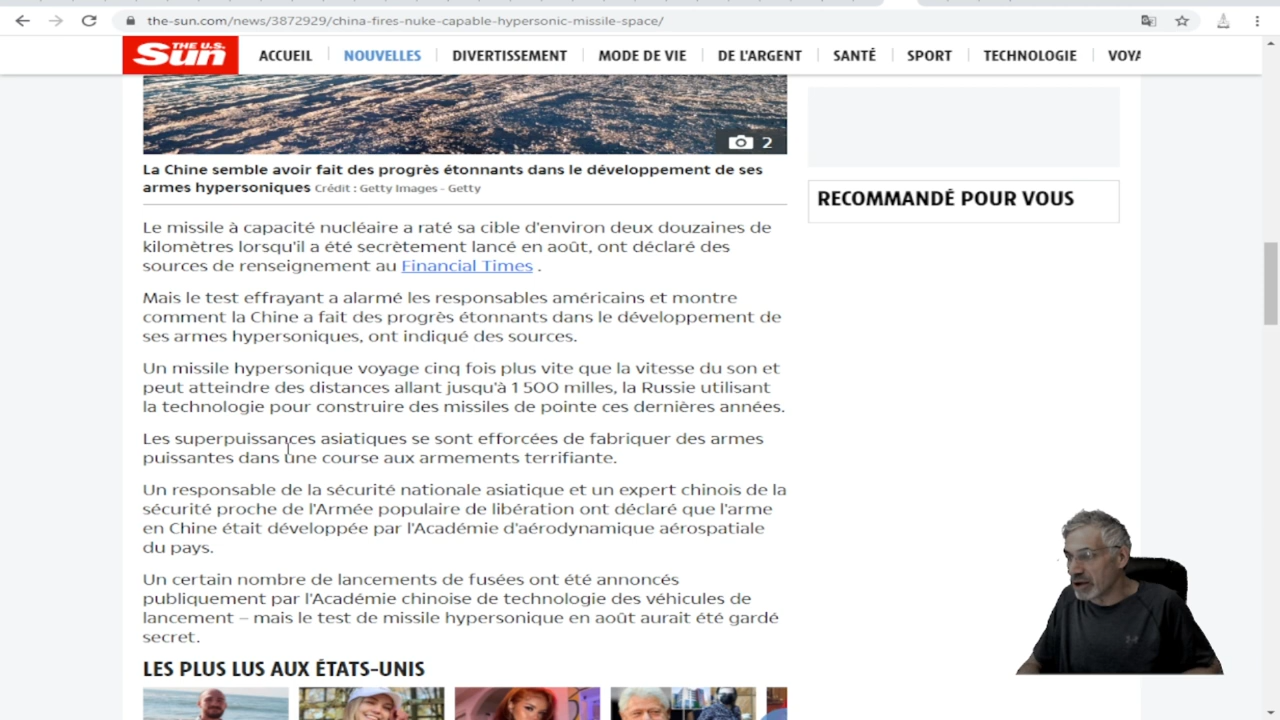 the-sun.com/news/3872929/china-fires-nuke-capable-hypersonic-missile-space/
THE U.S. Sun
ACCUEIL NOUVELLES DIVERTISSEMENT MODE DE VIE DE L'ARGENT SANTÉ SPORT TECHNOLOGIE VOYA
2
La Chine semble avoir fait des progrès étonnants dans le développement de ses
armes hypersoniques Crédit : Getty Images - Getty
RECOMMANDÉ POUR VOUS
Le missile à capacité nucléaire a raté sa cible d'environ deux douzaines de
kilomètres lorsqu'il a été secrètement lancé en août, ont déclaré des
sources de renseignement au Financial Times .
Mais le test effrayant a alarmé les responsables américains et montre
comment la Chine a fait des progrès étonnants dans le développement de
ses armes hypersoniques, ont indiqué des sources.
Un missile hypersonique voyage cinq fois plus vite que la vitesse du son et
peut atteindre des distances allant jusqu'à 1 500 milles, la Russie utilisant
la technologie pour construire des missiles de pointe ces dernières années.
Les superpuissances asiatiques se sont efforcées de fabriquer des armes
puissantes dans une course aux armements terrifiante.
Un responsable de la sécurité nationale asiatique et un expert chinois de la
sécurité proche de l'Armée populaire de libération ont déclaré que l'arme
en Chine était développée par l'Académie d'aérodynamique aérospatiale
du pays.
Un certain nombre de lancements de fusées ont été annoncés
publiquement par l'Académie chinoise de technologie des véhicules de
lancement – mais le test de missile hypersonique en août aurait été gardé
secret.
LES PLUS LUS AUX ÉTATS-UNIS